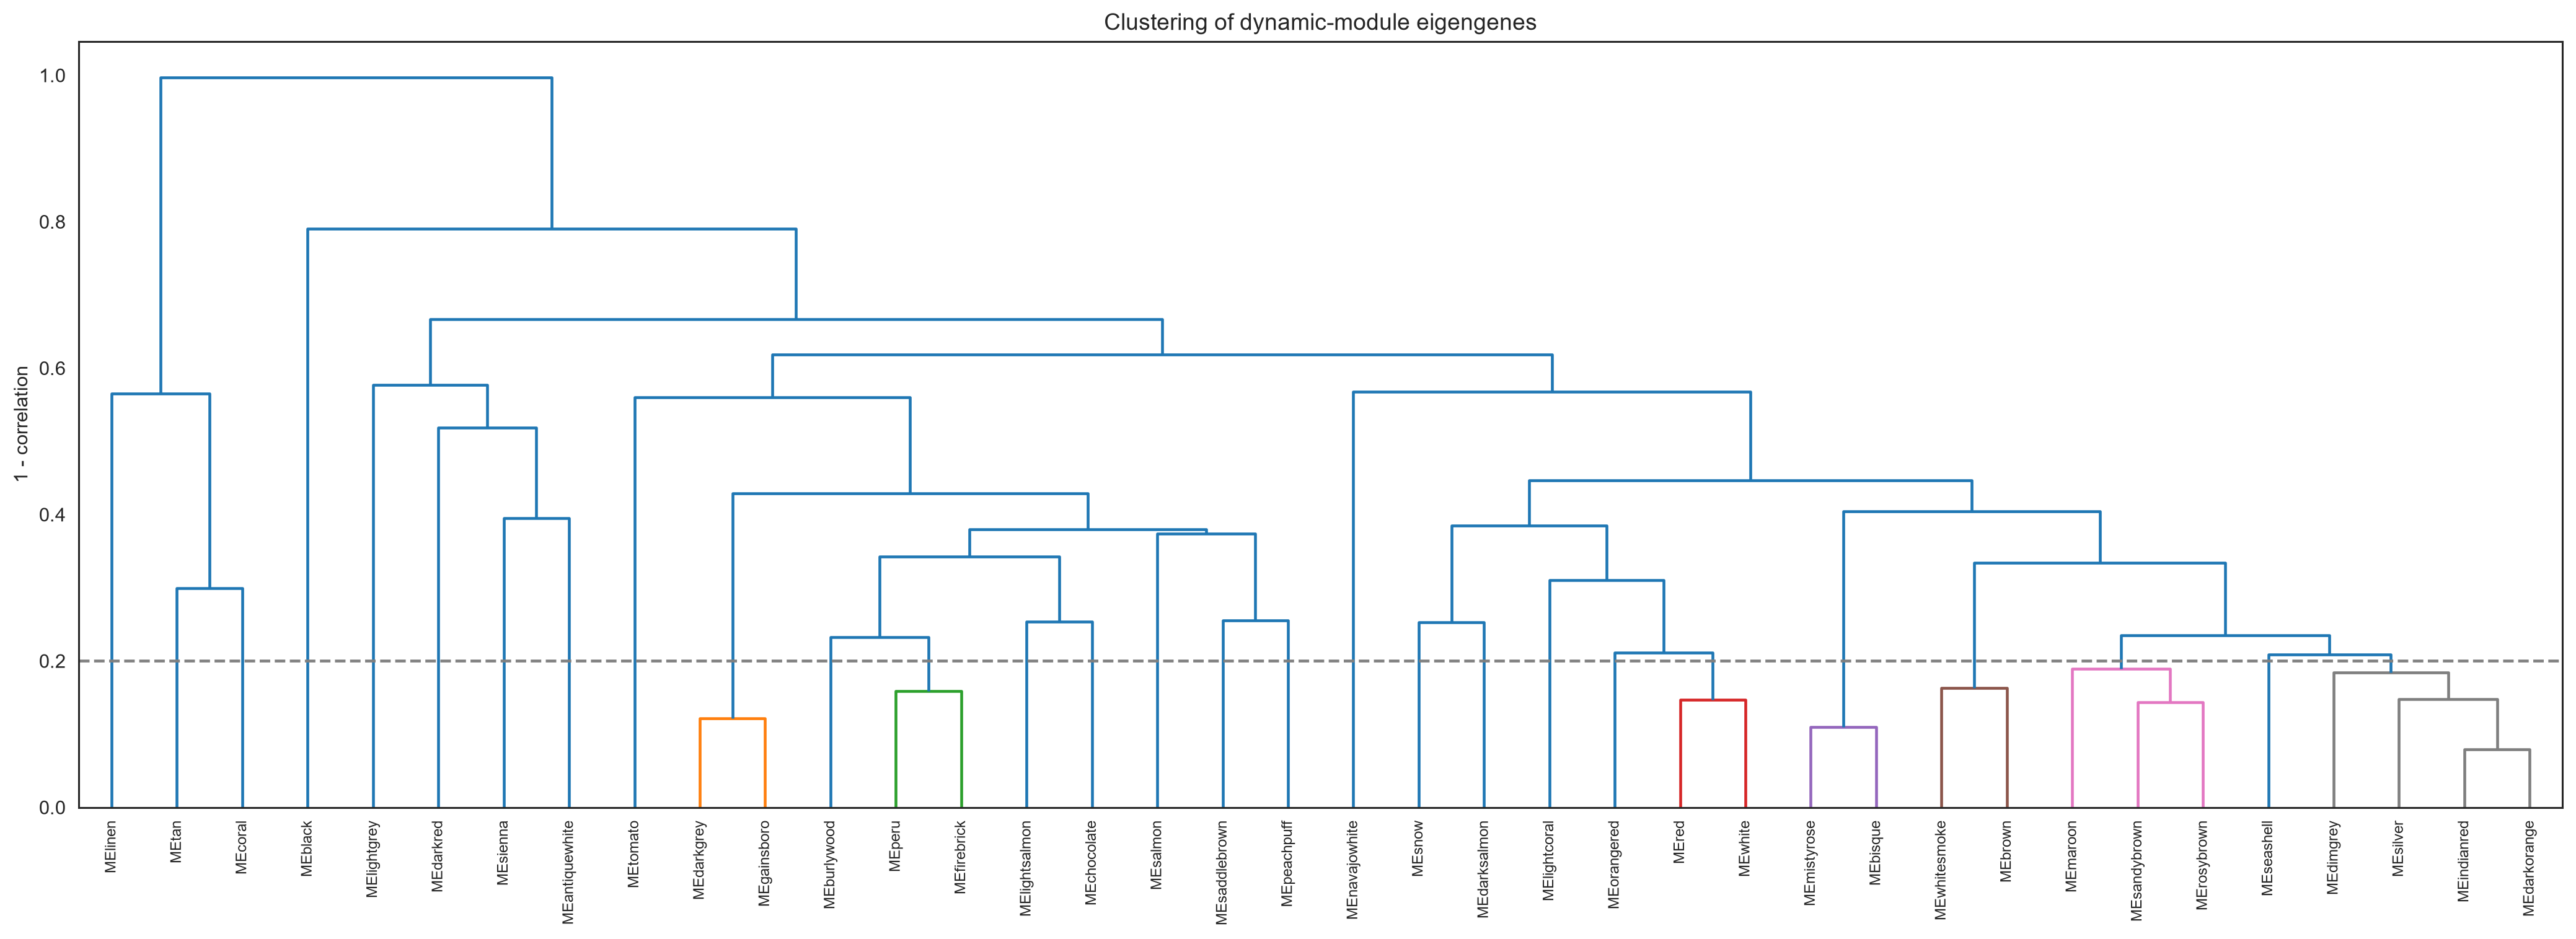 Clustering of dynamic-module eigengenes
1.0
0.8
0.6
0.4
0.2
0.0
1 - correlation
MElinen
MEtan
MEcoral
MEblack
MElightgrey
MEdarkred
MEsienna
MEantiquewhite
MEtomato
MEdarkgrey
MEgainsboro
MEburlywood
MEperu
MEfirebrick
MElightsalmon
MEchocolate
MEsalmon
MEsaddlebrown
MEpeachpuff
MEnavajowhite
MEsnow
MEdarksalmon
MElightcoral
MEorangered
MEred
MEwhite
MEmistyrose
MEbisque
MEwhitesmoke
MEbrown
MEmaroon
MEsandybrown
MErosybrown
MEseashell
MEdimgrey
MEsilver
MEindianred
MEdarkorange